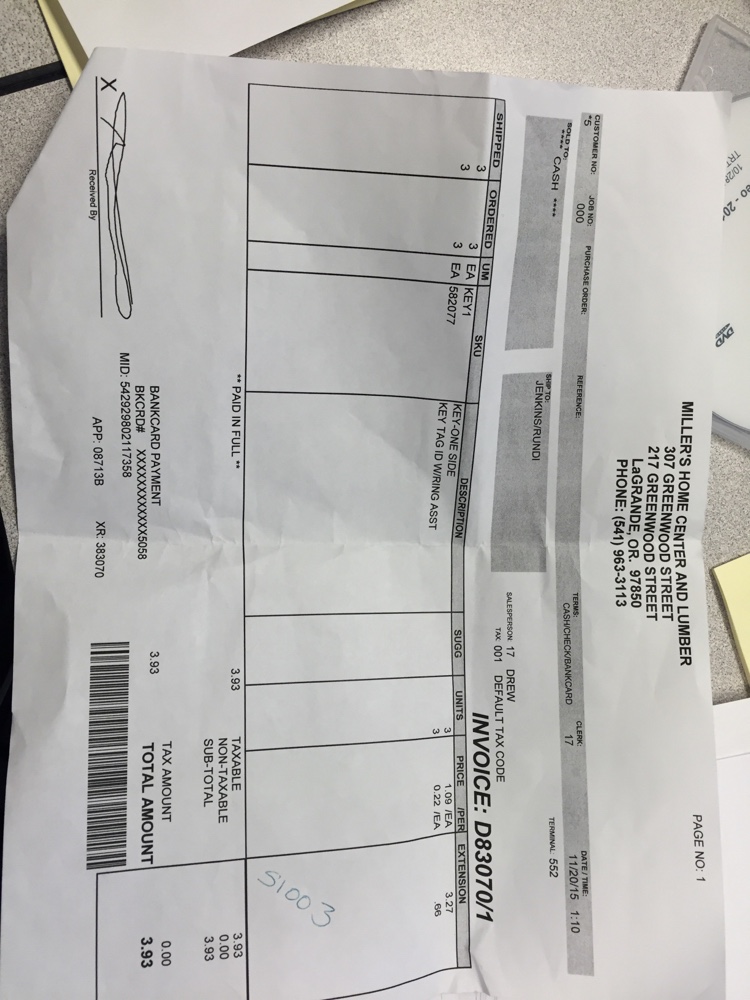 PAGE NO: 1
MILLER'S HOME CENTER AND LUMBER
307 GREENWOOD STREET
217 GREENWOOD STREET
LaGRANDE, OR. 97850
PHONE: (541) 963-3113
CUSTOMER NO: JOB NO: PURCHASE ORDER: REFERENCE: TERMS: CLERK: DATE / TIME:
*5 000 CASH/CHECK/BANKCARD 17 11/20/15 1:10
SOLD TO: SHIP TO: TERMINAL: 552
**** CASH **** JENKINS/RUNDI
SALESPERSON: 17 DREW
TAX: 001 DEFAULT TAX CODE
INVOICE: D83070/1
SHIPPED ORDERED UM SKU DESCRIPTION SUGG UNITS PRICE /PER EXTENSION
3 3 EA KEY1 KEY-ONE SIDE 3 1.09 /EA 3.27
3 3 EA 582077 KEY TAG ID W/RING ASST 3 0.22 /EA .66
51003
** PAID IN FULL ** 3.93 TAXABLE 3.93
NON-TAXABLE 0.00
SUB-TOTAL 3.93
BANKCARD PAYMENT 3.93 TAX AMOUNT 0.00
BKCRD# XXXXXXXXXXXX5058 TOTAL AMOUNT 3.93
MID: 542929802117358
APP: 08713B XR: 383070
X
Received By
DVD
10/28